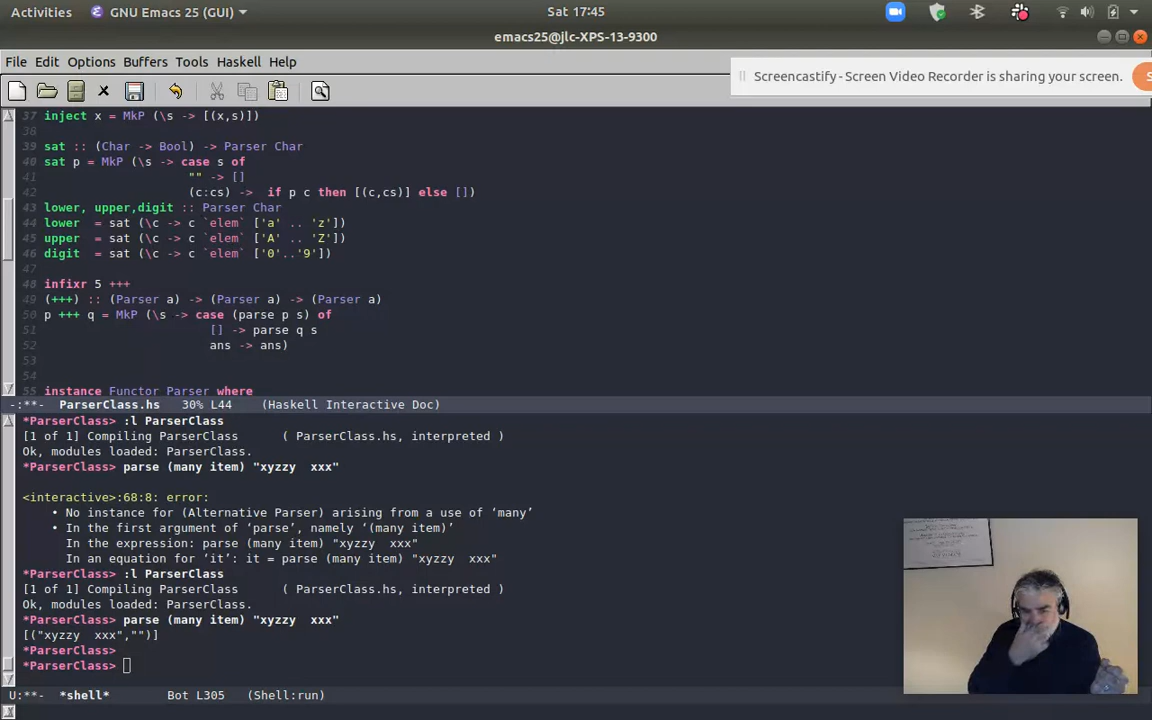 Activities GNU Emacs 25 (GUI) Sat 17:45
emacs25@jlc-XPS-13-9300
File Edit Options Buffers Tools Haskell Help
Screencastify - Screen Video Recorder is sharing your screen. S
37 inject x = MkP (\s -> [(x,s)])
38
39 sat :: (Char -> Bool) -> Parser Char
40 sat p = MkP (\s -> case s of
41 "" -> []
42 (c:cs) ->  if p c then [(c,cs)] else [])
43 lower, upper,digit :: Parser Char
44 lower  = sat (\c -> c `elem` ['a' .. 'z'])
45 upper  = sat (\c -> c `elem` ['A' .. 'Z'])
46 digit  = sat (\c -> c `elem` ['0'..'9'])
47
48 infixr 5 +++
49 (+++) :: (Parser a) -> (Parser a) -> (Parser a)
50 p +++ q = MkP (\s -> case (parse p s) of
51 [] -> parse q s
52 ans -> ans)
53
54
55 instance Functor Parser where
-:**-  ParserClass.hs   30% L44    (Haskell Interactive Doc)
*ParserClass> :l ParserClass
[1 of 1] Compiling ParserClass      ( ParserClass.hs, interpreted )
Ok, modules loaded: ParserClass.
*ParserClass> parse (many item) "xyzzy  xxx"
<interactive>:68:8: error:
• No instance for (Alternative Parser) arising from a use of ‘many’
• In the first argument of ‘parse’, namely ‘(many item)’
In the expression: parse (many item) "xyzzy  xxx"
In an equation for ‘it’: it = parse (many item) "xyzzy  xxx"
*ParserClass> :l ParserClass
[1 of 1] Compiling ParserClass      ( ParserClass.hs, interpreted )
Ok, modules loaded: ParserClass.
*ParserClass> parse (many item) "xyzzy  xxx"
[("xyzzy  xxx","")]
*ParserClass>
*ParserClass>
U:**-  *shell*       Bot L305   (Shell:run)